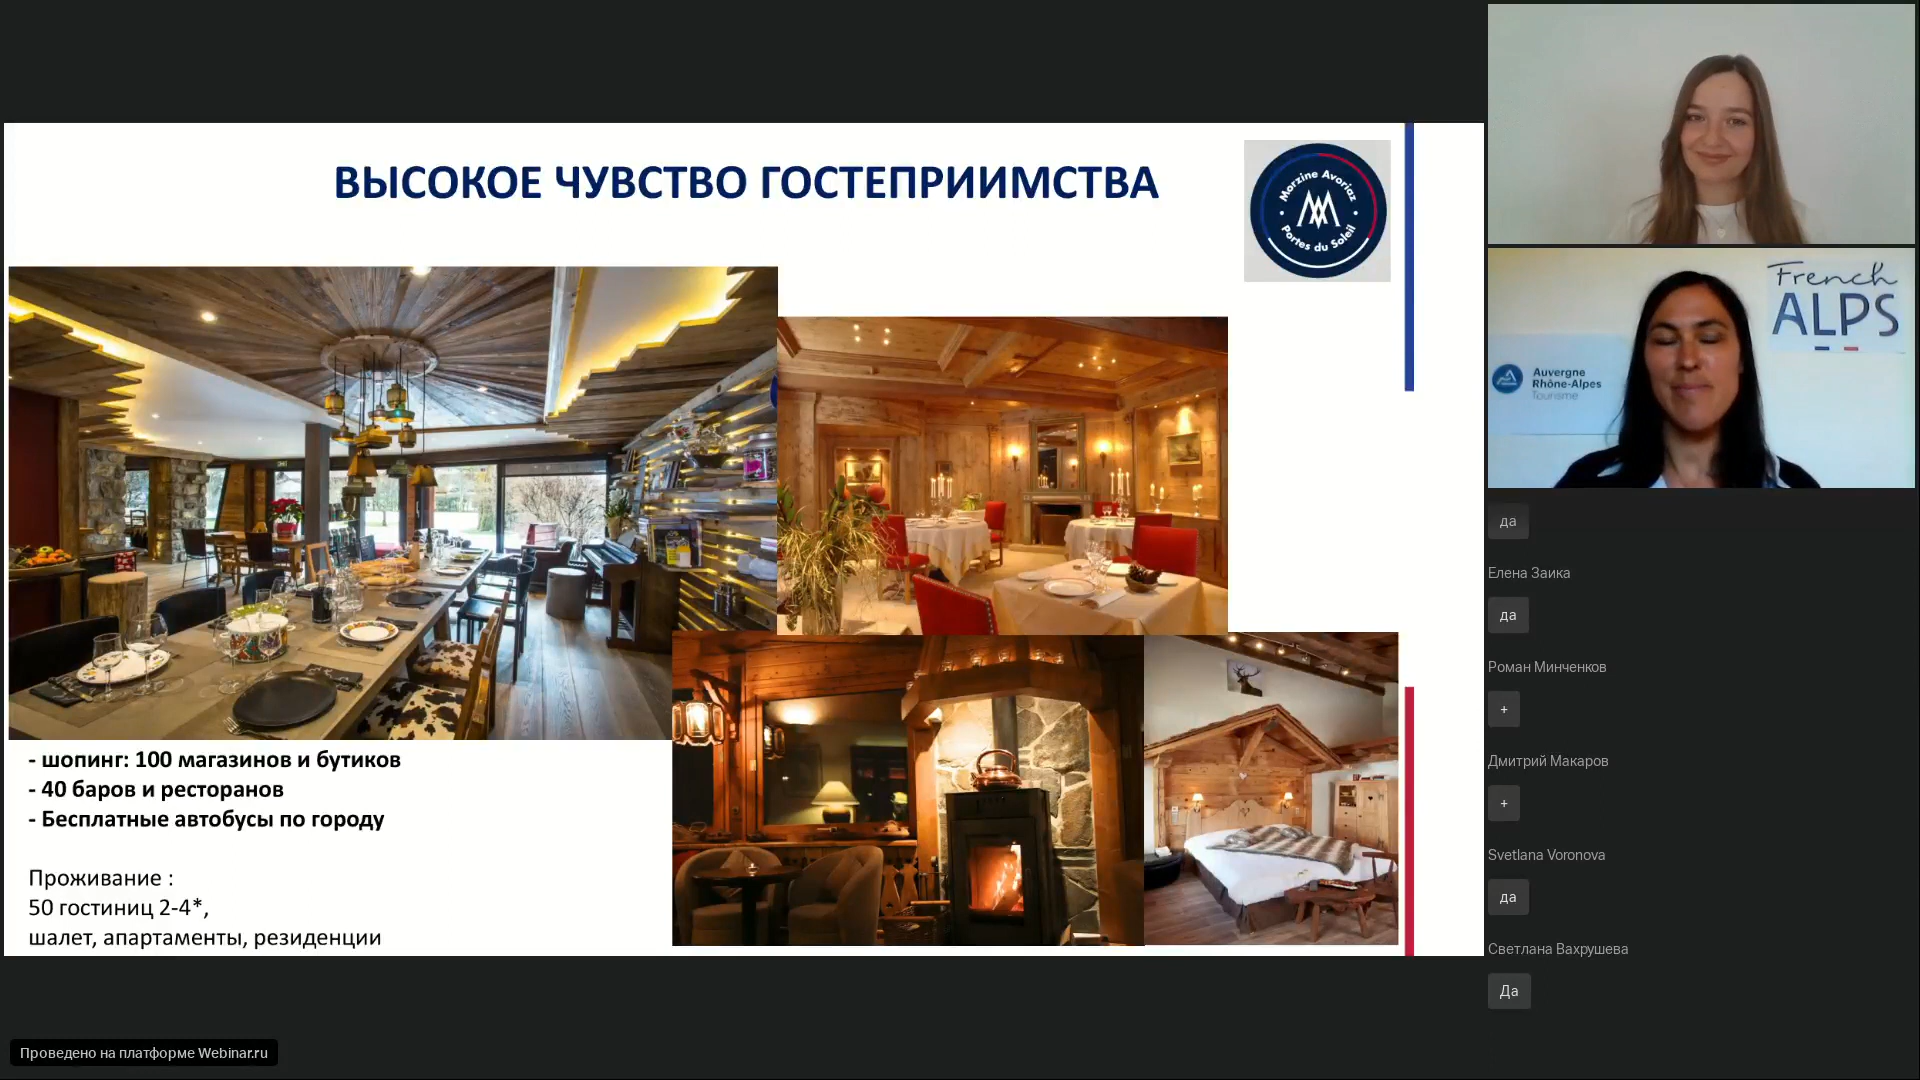 ВЫСОКОЕ ЧУВСТВО ГОСТЕПРИИМСТВА
Morzine Avoriaz
Portes du Soleil
- шопинг: 100 магазинов и бутиков
- 40 баров и ресторанов
- Бесплатные автобусы по городу
Проживание :
50 гостиниц 2-4*,
шалет, апартаменты, резиденции
French
ALPS
Auvergne
Rhône-Alpes
Tourisme
да
Елена Заика
да
Роман Минченков
+
Дмитрий Макаров
+
Svetlana Voronova
да
Светлана Вахрушева
Да
Проведено на платформе Webinar.ru